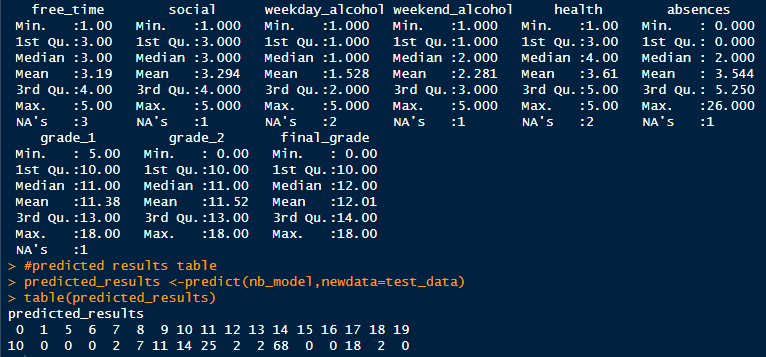 free_time social weekday_alcohol weekend_alcohol health absences
Min. :1.00 Min. :1.000 Min. :1.000 Min. :1.000 Min. :1.00 Min. : 0.000
1st Qu.:3.00 1st Qu.:3.000 1st Qu.:1.000 1st Qu.:1.000 1st Qu.:3.00 1st Qu.: 0.000
Median :3.00 Median :3.000 Median :1.000 Median :2.000 Median :4.00 Median : 2.000
Mean :3.19 Mean :3.294 Mean :1.528 Mean :2.281 Mean :3.61 Mean : 3.544
3rd Qu.:4.00 3rd Qu.:4.000 3rd Qu.:2.000 3rd Qu.:3.000 3rd Qu.:5.00 3rd Qu.: 5.250
Max. :5.00 Max. :5.000 Max. :5.000 Max. :5.000 Max. :5.00 Max. :26.000
NA's :3 NA's :1 NA's :2 NA's :1 NA's :2 NA's :1
grade_1 grade_2 final_grade
Min. : 5.00 Min. : 0.00 Min. : 0.00
1st Qu.:10.00 1st Qu.:10.00 1st Qu.:10.00
Median :11.00 Median :11.00 Median :12.00
Mean :11.38 Mean :11.52 Mean :12.01
3rd Qu.:13.00 3rd Qu.:13.00 3rd Qu.:14.00
Max. :18.00 Max. :18.00 Max. :18.00
NA's :1
> #predicted results table
> predicted_results <-predict(nb_model,newdata=test_data)
> table(predicted_results)
predicted_results
0 1 5 6 7 8 9 10 11 12 13 14 15 16 17 18 19
10 0 0 0 2 7 11 14 25 2 2 68 0 0 18 2 0